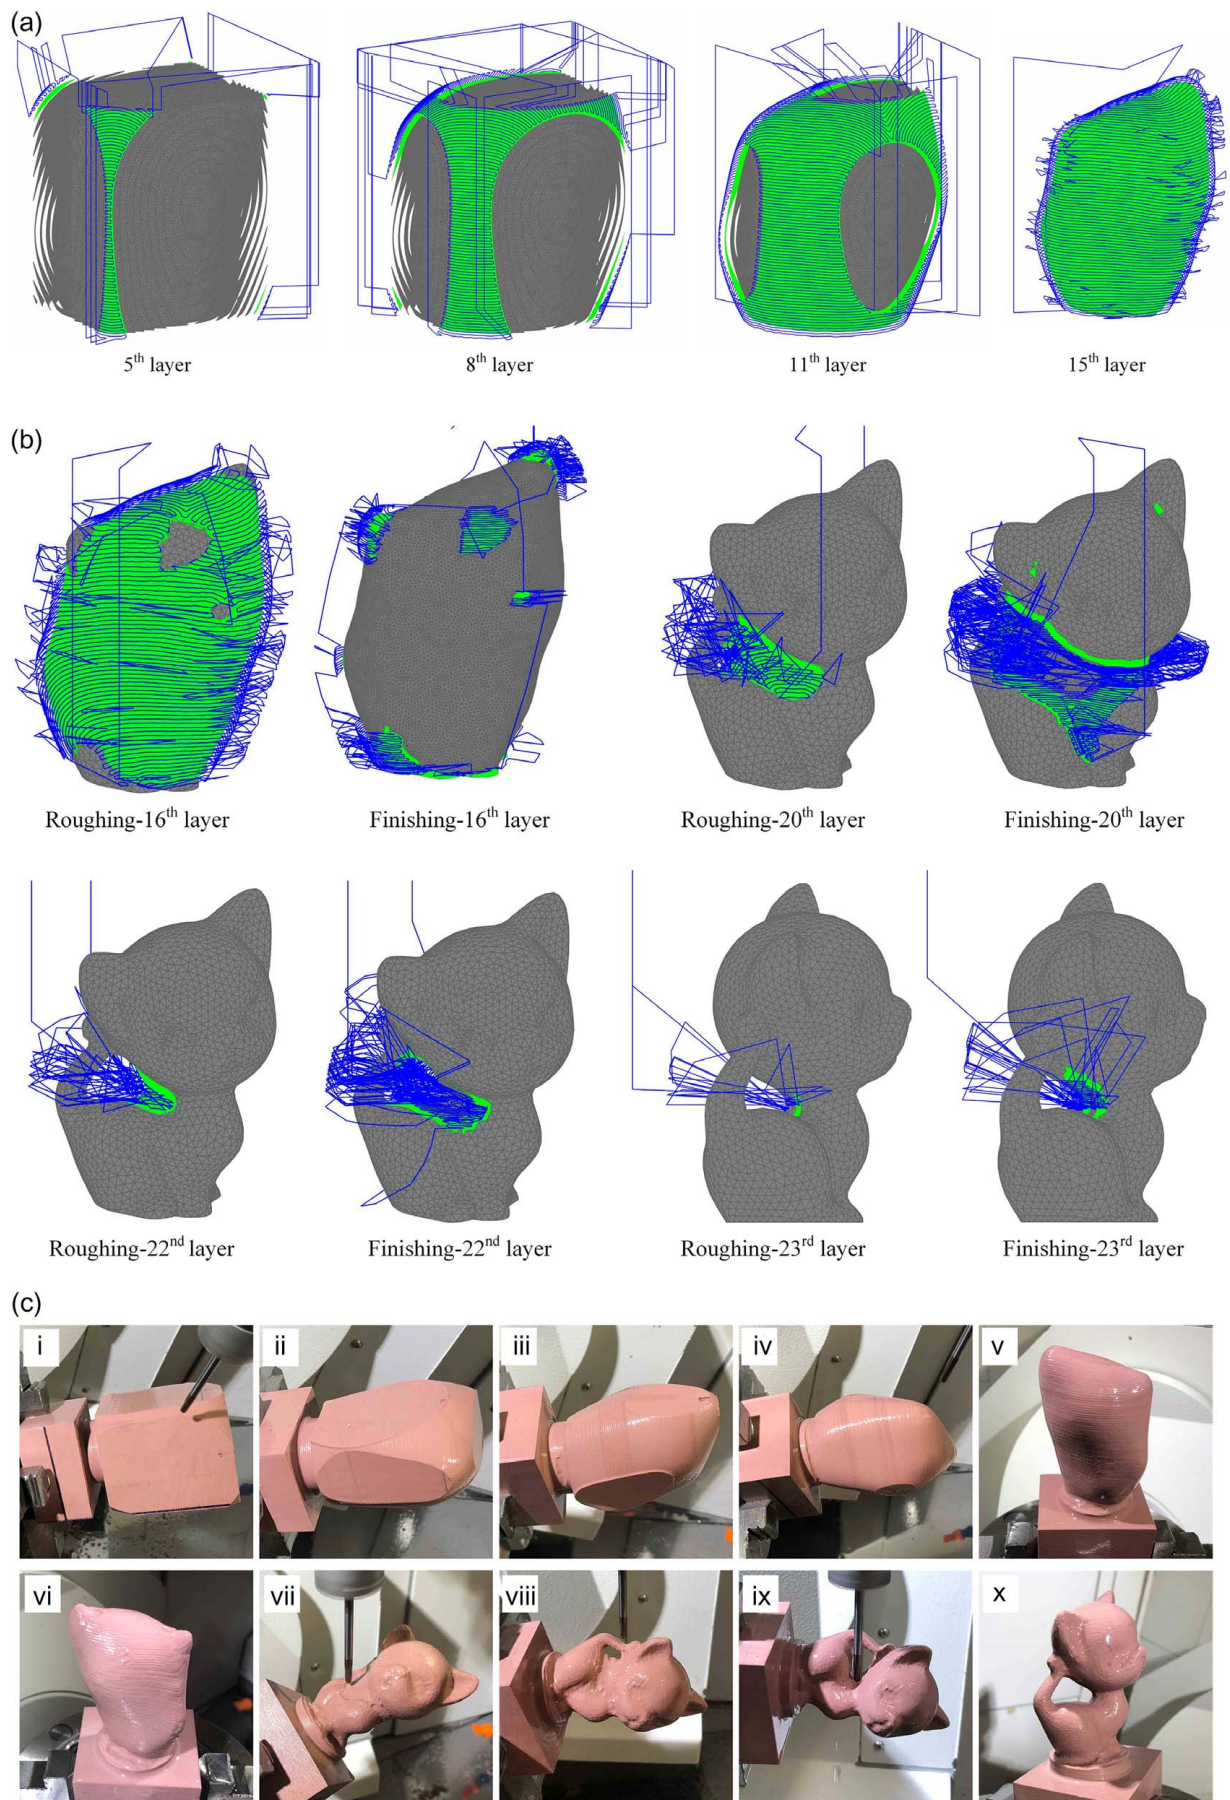 (a)
5th layer
8th layer
11th layer
15th layer
(b)
Roughing-16th layer
Finishing-16th layer
Roughing-20th layer
Finishing-20th layer
Roughing-22nd layer
Finishing-22nd layer
Roughing-23rd layer
Finishing-23rd layer
(c)
i
ii
iii
iv
v
vi
vii
viii
ix
x